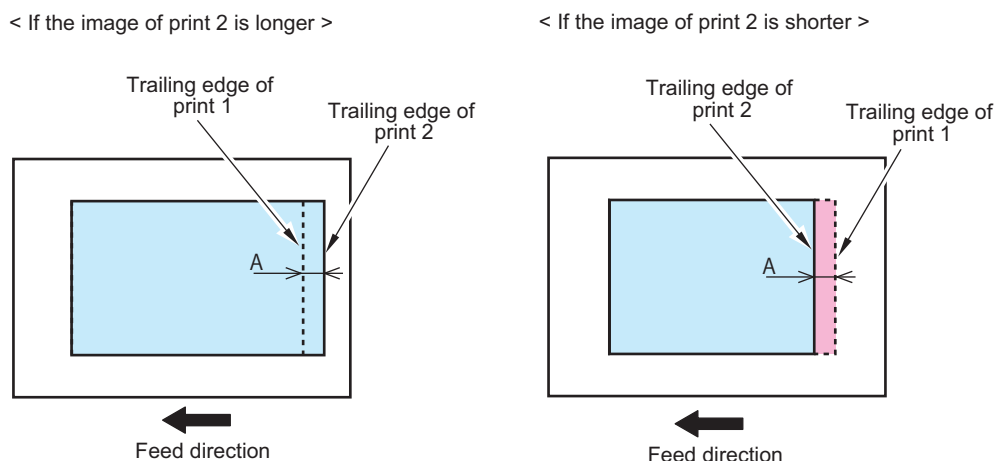 < If the image of print 2 is longer >
Trailing edge of
print 1
Trailing edge of
print 2
A
Feed direction
< If the image of print 2 is shorter >
Trailing edge of
print 2
Trailing edge of
print 1
A
Feed direction